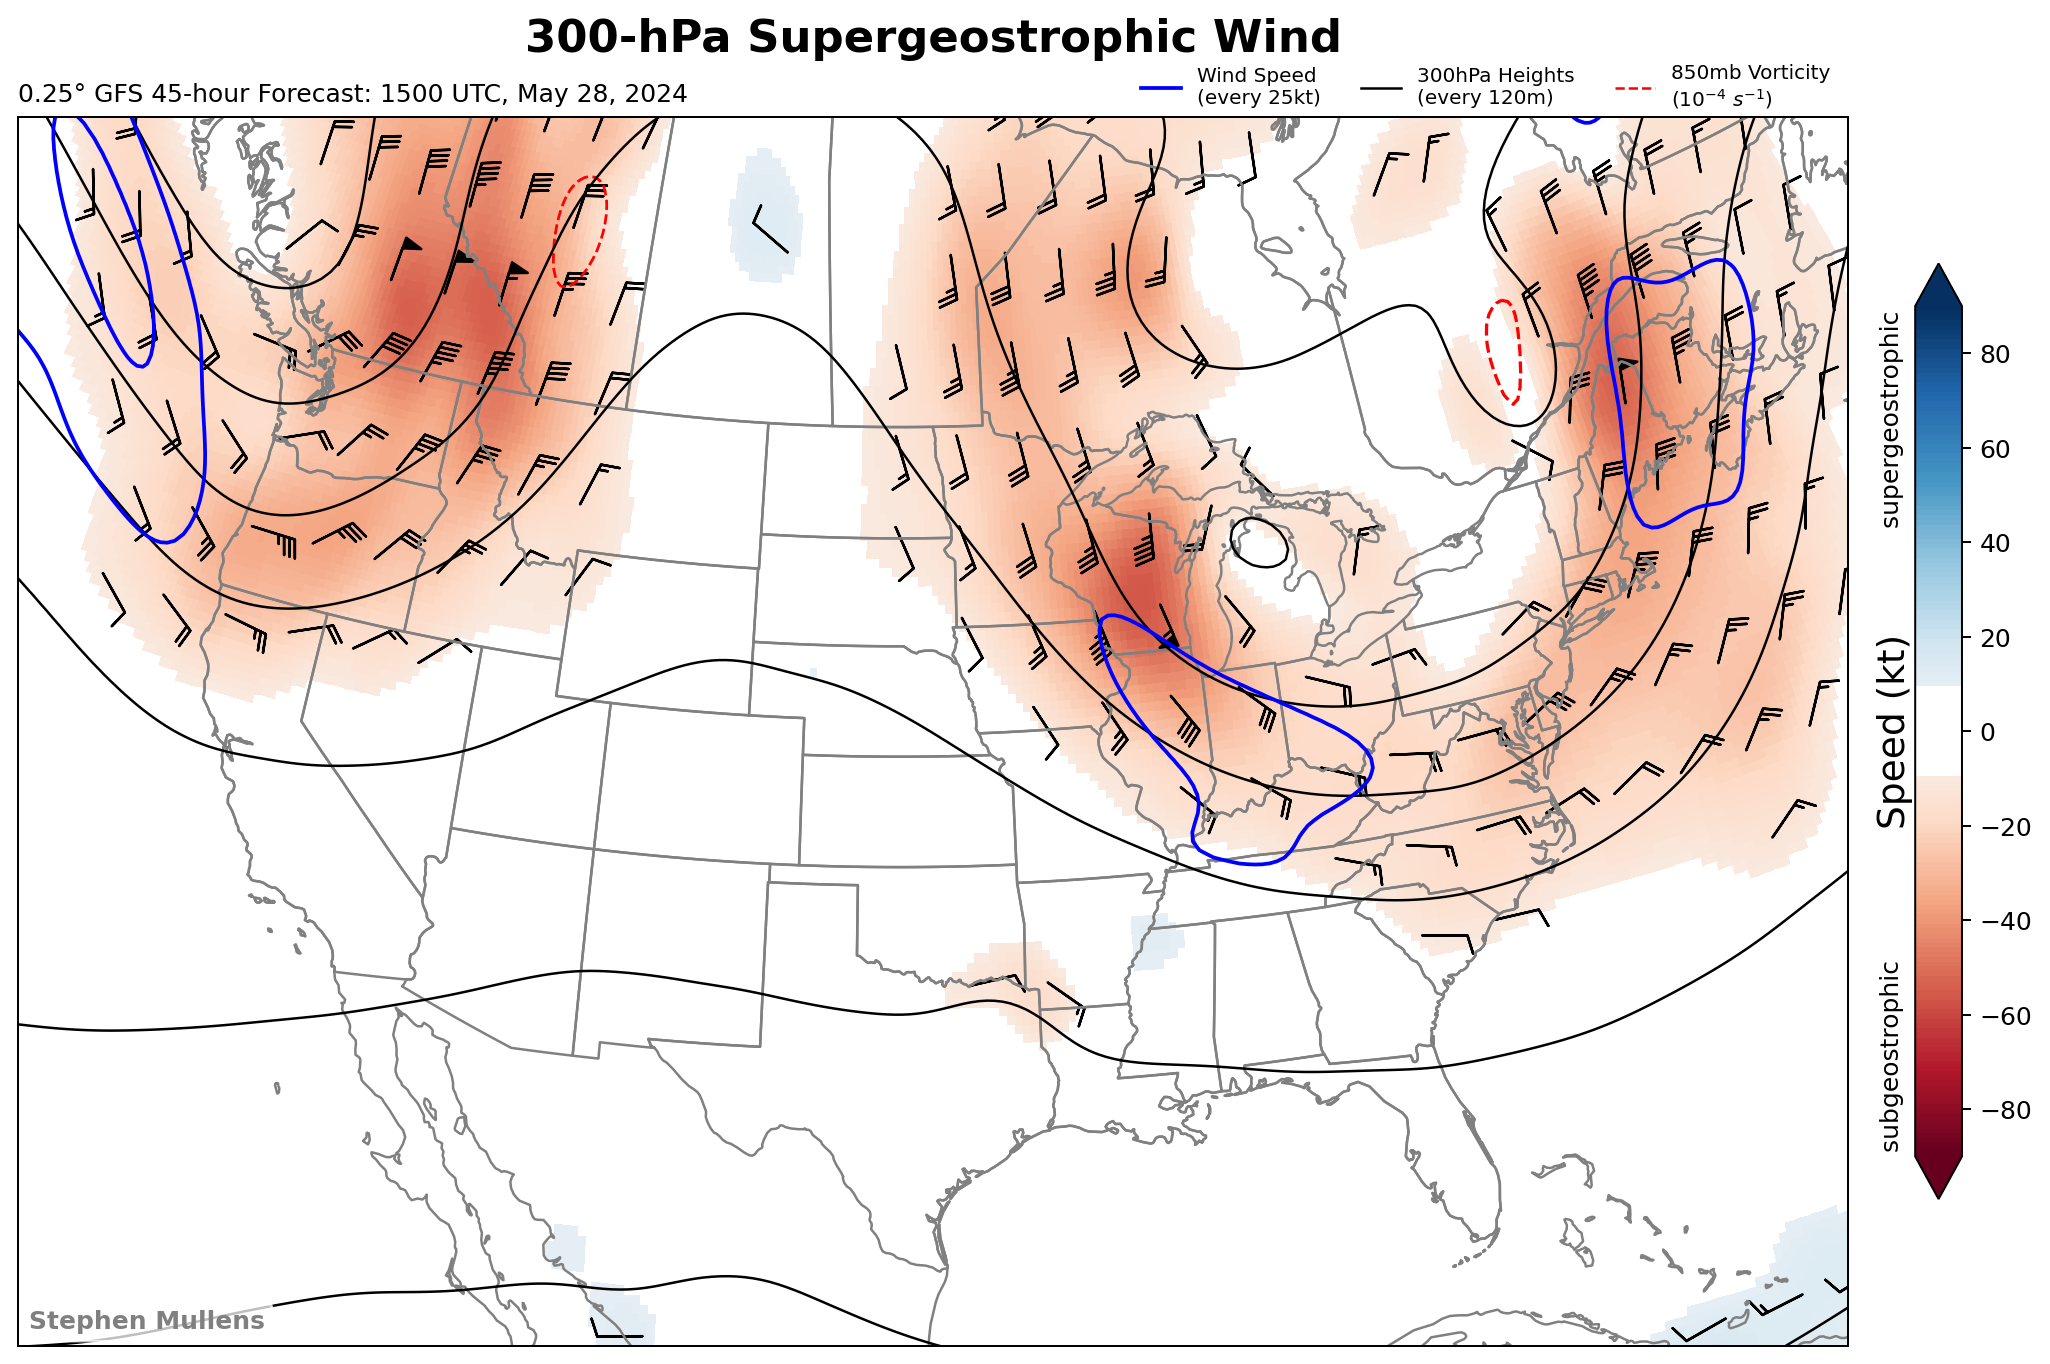 300-hPa Supergeostrophic Wind
0.25° GFS 45-hour Forecast: 1500 UTC, May 28, 2024
Wind Speed
(every 25kt)
300hPa Heights
(every 120m)
850mb Vorticity
(10⁻⁴ s⁻¹)
supergeostrophic
Speed (kt)
subgeostrophic
80
60
40
20
0
−20
−40
−60
−80
Stephen Mullens